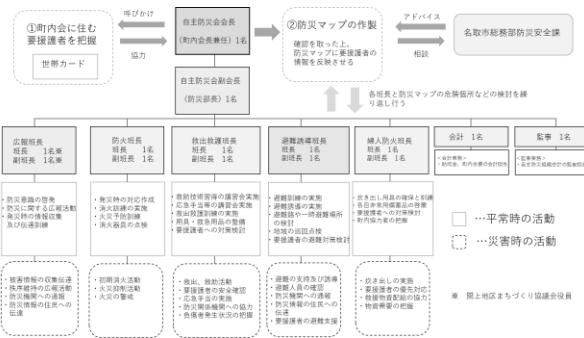 ①町内会に住む
要援護者を把握
世帯カード
呼びかけ
協力
自主防災会会長
(町内会長兼任) 1名
自主防災会副会長
(防災部長) 1名
②防災マップの作製
確認を取った上、
防災マップに要援護者の
情報を反映させる
アドバイス
相談
名取市総務部防災安全課
各班長と防災マップの危険個所などの検討を繰
り返し行う
広報班長
班長 1名※
副班長 1名※
防火班長
班長 1名
副班長 1名
救出救護班長
班長 1名
副班長 1名
避難誘導班長
班長 1名
副班長 1名
婦人防火班長
班長 1名
副班長 1名
会計 1名
監事 1名
<会計業務>
<監事業務>
・防災意識の啓発
・防災に関する広報活動
・発災時の情報収集
及び伝達訓練
・発災時の対応作成
・消火訓練の実施
・火災予防訓練
・消火器具の点検
・救助技術習得の講習会実施
・応急手当等の講習会実施
・救出救護訓練の実施
・用具・救急用品の整備
・要援護者への対策検討
・避難訓練の実施
・避難誘導の実施
・避難路や一時避難場所
の検討
・地域の巡回点検
・要援護者の避難対策検討
・炊き出し用具の確保と訓練
・各自非常用備蓄品の啓蒙
・要援護者への対策検討
・町内協力者の把握
…平常時の活動
…災害時の活動
・被害情報の収集伝達
・秩序維持の広報活動
・防災機関への通報
・防災情報の住民への
伝達
・初期消火活動
・火災抑制活動
・火災の警戒
・救出、救助活動
・要援護者の安全確認
・応急手当の実施
・防災関係機関への協力
・負傷者発生状況の把握
・避難の支持及び誘導
・避難人員の確認
・防災機関への通報
・防災情報の住民への
伝達
・要援護者の避難支援
・炊き出しの実施
・要援護者の優先対応
・救援物資配給の協力
・物資需要の把握
※ 閖上地区まちづくり協議会役員